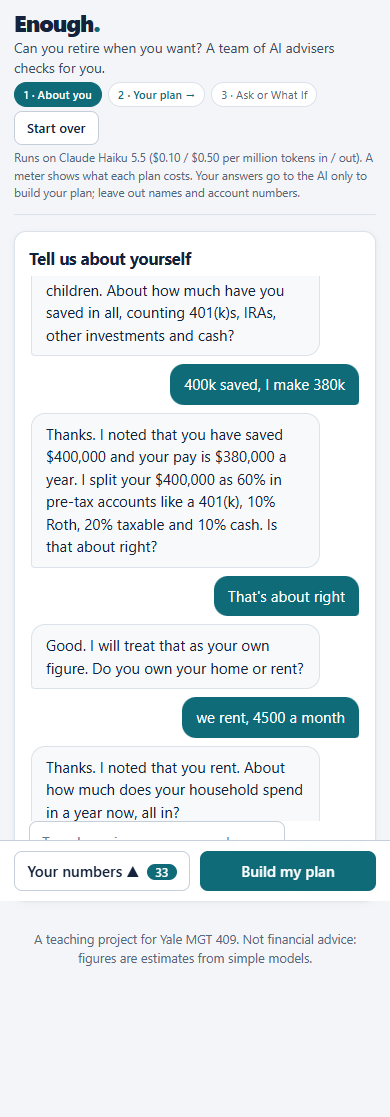 Enough.
Can you retire when you want? A team of AI advisers
checks for you.
1 · About you
2 · Your plan →
3 · Ask or What If
Start over
Runs on Claude Haiku 5.5 ($0.10 / $0.50 per million tokens in / out). A
meter shows what each plan costs. Your answers go to the AI only to
build your plan; leave out names and account numbers.
Tell us about yourself
children. About how much have you
saved in all, counting 401(k)s, IRAs,
other investments and cash?
400k saved, I make 380k
Thanks. I noted that you have saved
$400,000 and your pay is $380,000 a
year. I split your $400,000 as 60% in
pre-tax accounts like a 401(k), 10%
Roth, 20% taxable and 10% cash. Is
that about right?
That's about right
Good. I will treat that as your own
figure. Do you own your home or rent?
we rent, 4500 a month
Thanks. I noted that you rent. About
how much does your household spend
in a year now, all in?
Your numbers ▲ 33
Build my plan
A teaching project for Yale MGT 409. Not financial advice:
figures are estimates from simple models.